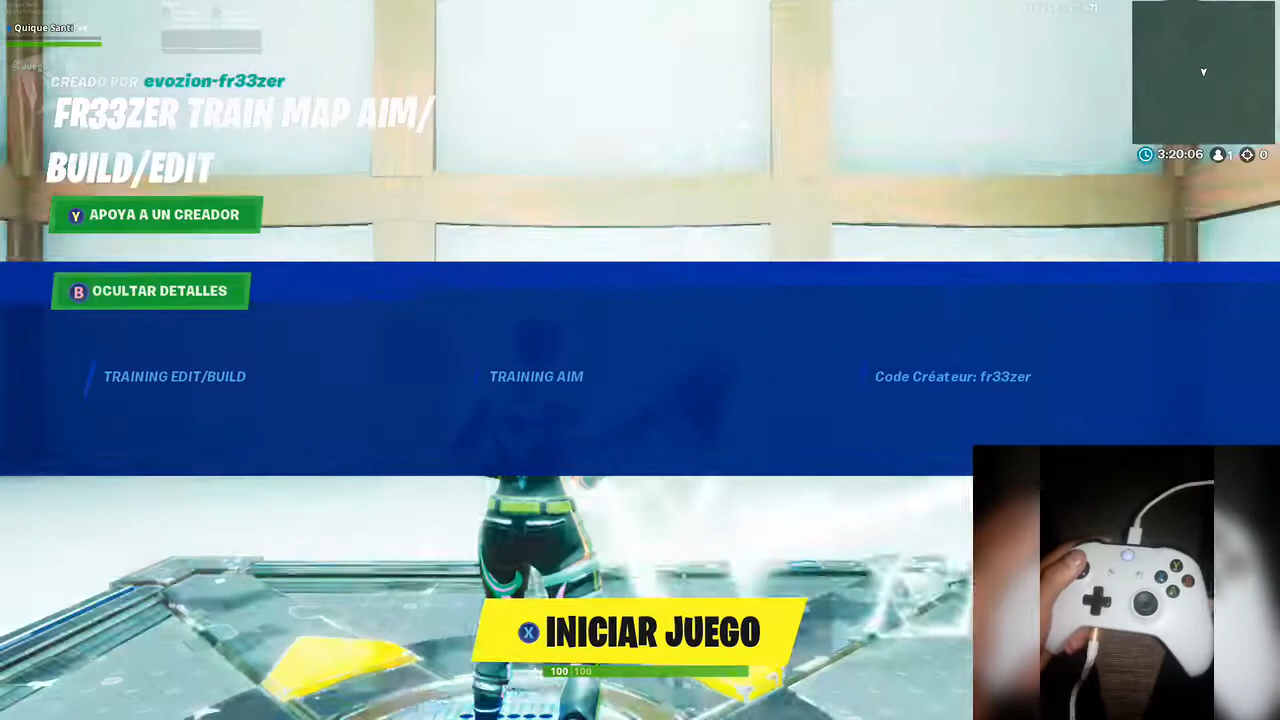 Quique Santi
Juego
CREADO POR evozion-fr33zer
FR33ZER TRAIN MAP AIM/
BUILD/EDIT
3:20:06 1 0
Y APOYA A UN CREADOR
B OCULTAR DETALLES
TRAINING EDIT/BUILD
TRAINING AIM
Code Créateur: fr33zer
X INICIAR JUEGO
100 100